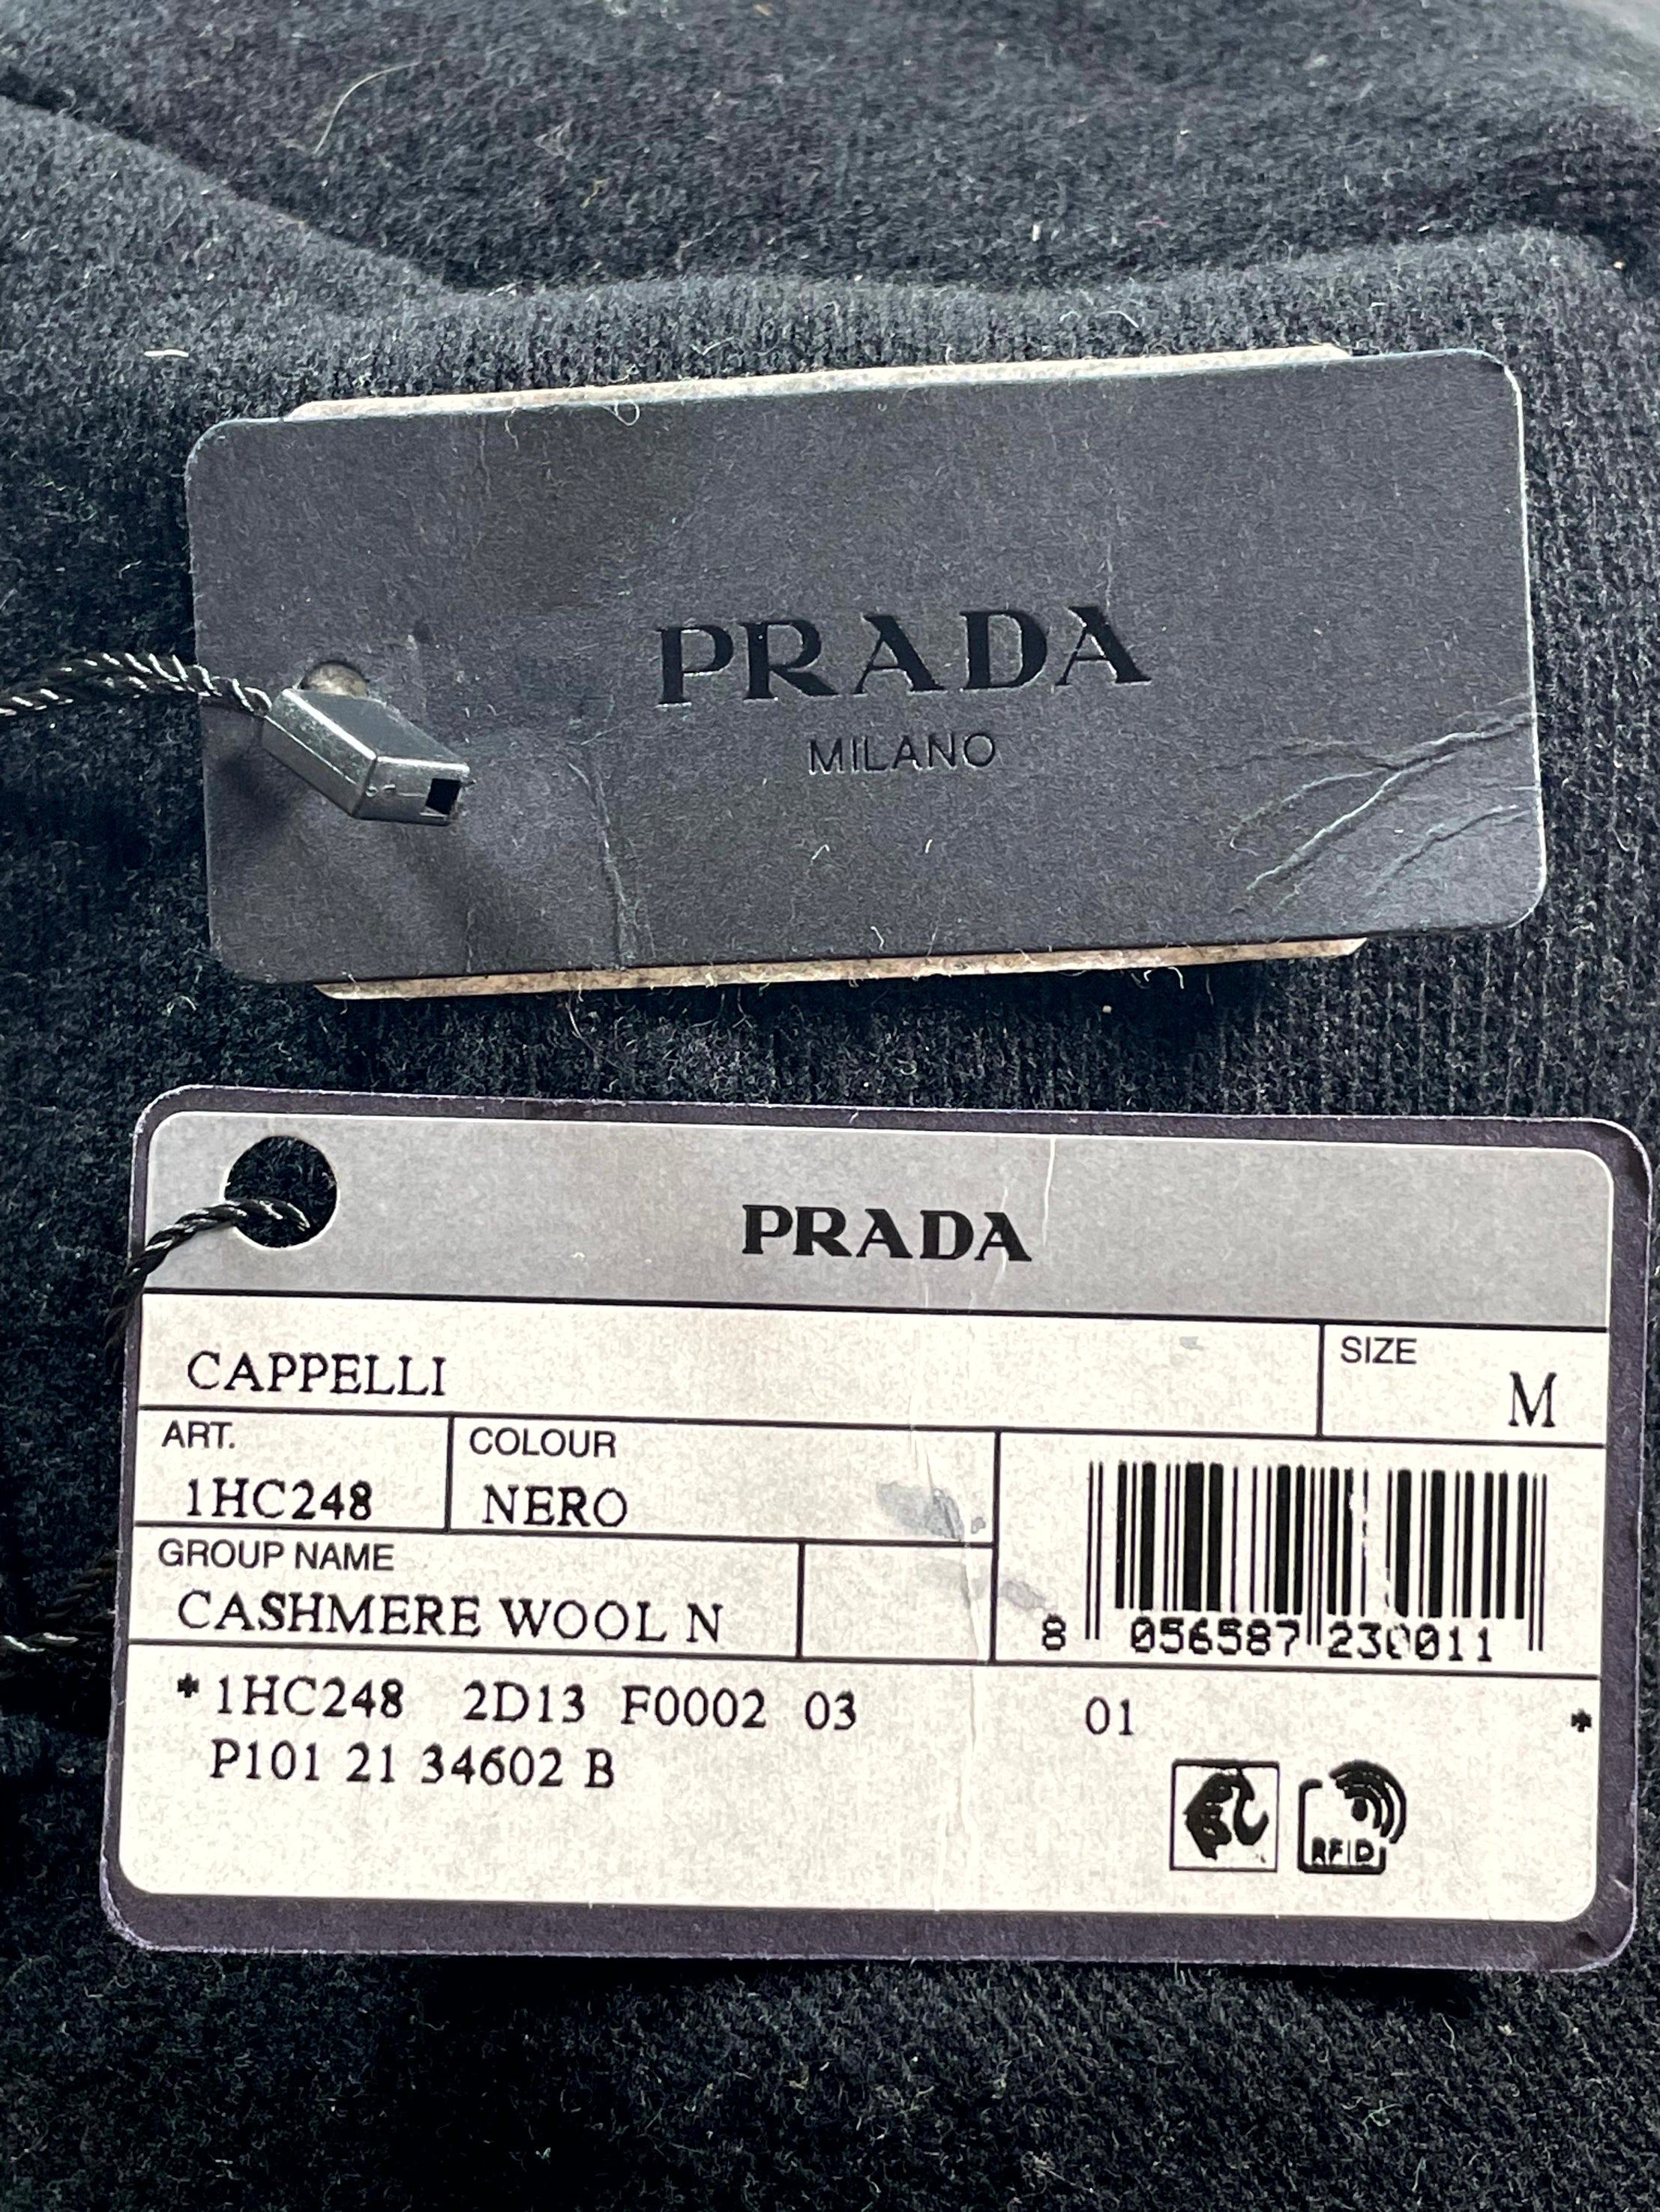 PRADA
MILANO
PRADA
CAPPELLI
SIZE
M
ART.
1HC248
COLOUR
NERO
GROUP NAME
CASHMERE WOOL N
8 056587 230011
*1HC248 2D13 F0002 03 01 *
P101 21 34602 B
RFID